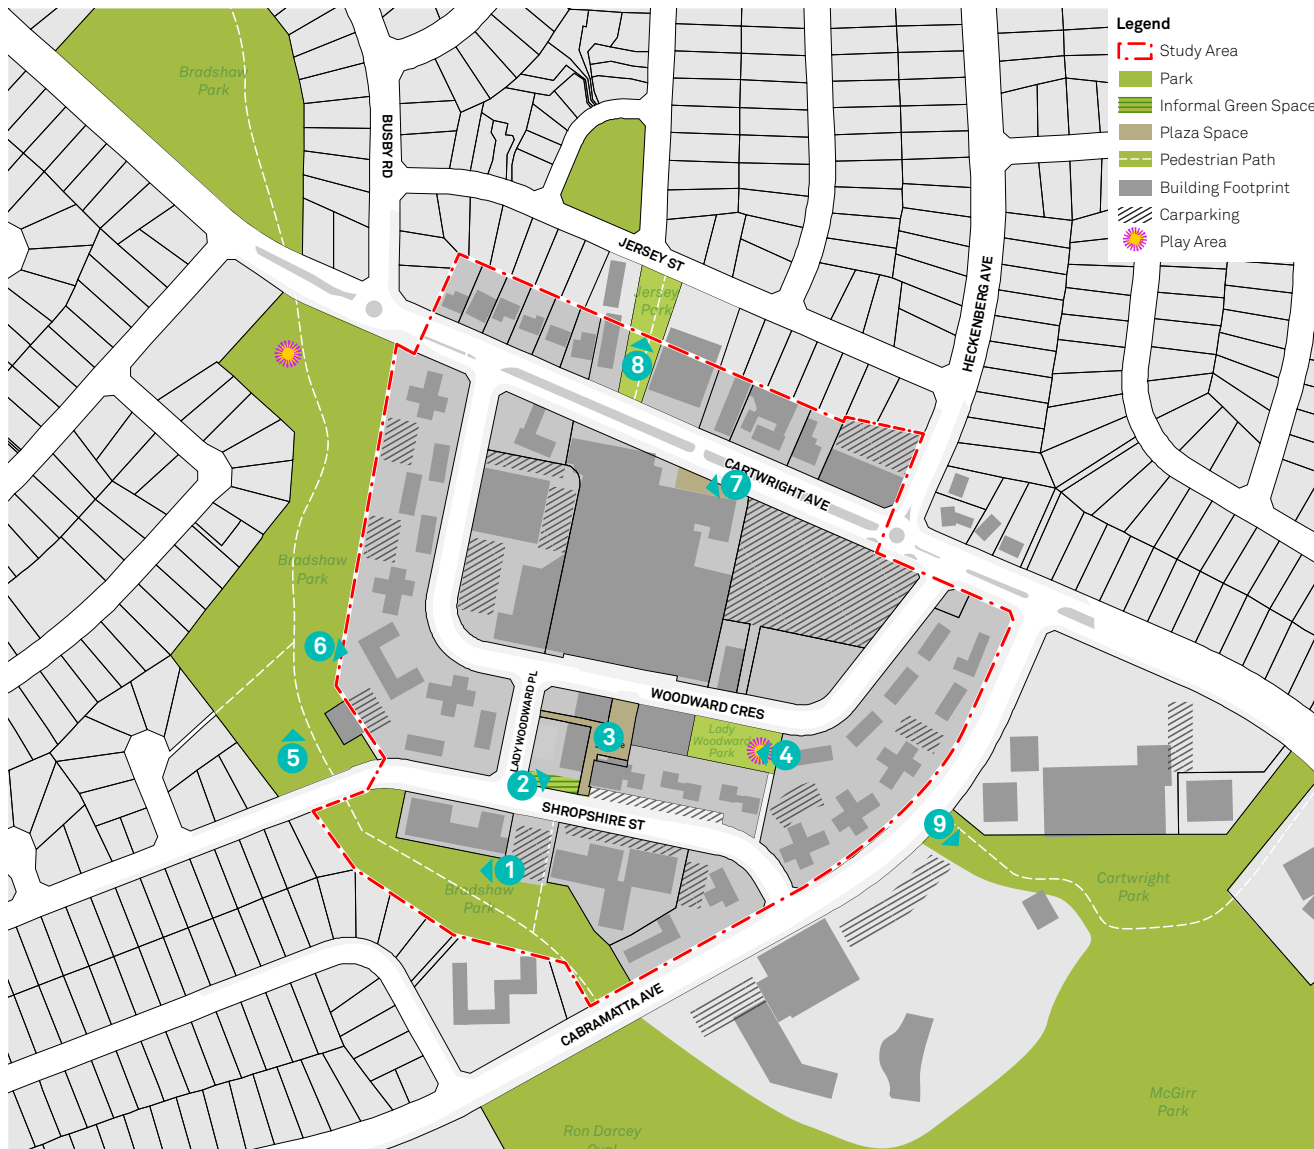 Legend
Study Area
Park
Informal Green Space
Plaza Space
Pedestrian Path
Building Footprint
Carparking
Play Area
Bradshaw
Park
BUSBY RD
JERSEY ST
HECKENBERG AVE
Jersey
Park
8
CARTWRIGHT AVE
7
Bradshaw
Park
6
5
LADY WOODWARD PL
WOODWARD CRES
Lady
Woodward
Park
3
4
2
SHROPSHIRE ST
9
1
Bradshaw
Park
Cartwright
Park
CABRAMATTA AVE
McGirr
Park
Ron Darcey
Oval